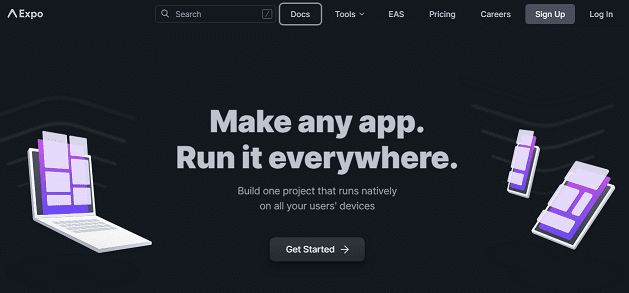 Expo
Search /
Docs
Tools
EAS
Pricing
Careers
Sign Up
Log In
Make any app.
Run it everywhere.
Build one project that runs natively
on all your users' devices
Get Started →